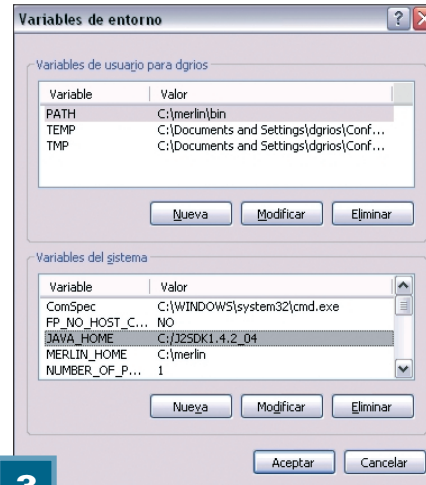 Variables de entorno
Variables de usuario para dgrios
Variable Valor
PATH C:\merlin\bin
TEMP C:\Documents and Settings\dgrios\Conf...
TMP C:\Documents and Settings\dgrios\Conf...
Nueva Modificar Eliminar
Variables del sistema
Variable Valor
ComSpec C:\WINDOWS\system32\cmd.exe
FP_NO_HOST_C... NO
JAVA_HOME C:/J2SDK1.4.2_04
MERLIN_HOME C:\merlin
NUMBER_OF_P... 1
Nueva Modificar Eliminar
Aceptar Cancelar
3